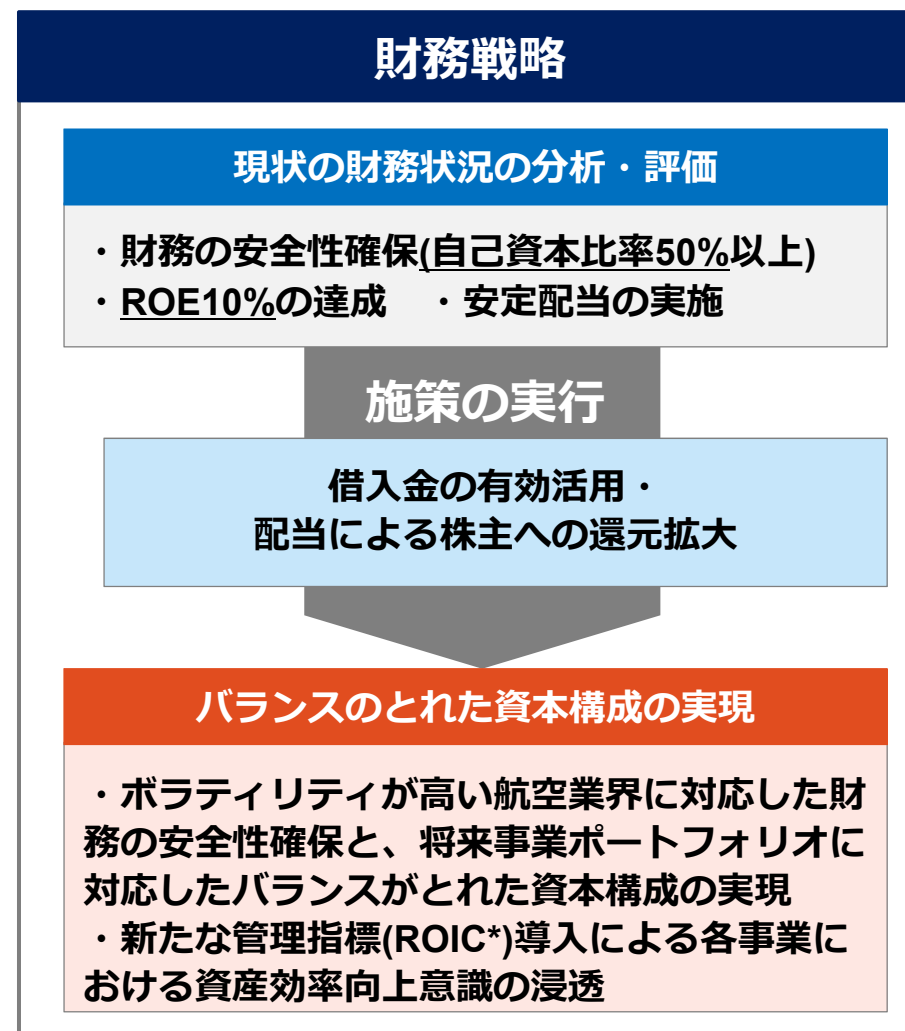 財務戦略
現状の財務状況の分析・評価
・財務の安全性確保(自己資本比率50%以上)
・ROE10%の達成　・安定配当の実施
施策の実行
借入金の有効活用・
配当による株主への還元拡大
バランスのとれた資本構成の実現
・ボラティリティが高い航空業界に対応した財
務の安全性確保と、将来事業ポートフォリオに
対応したバランスがとれた資本構成の実現
・新たな管理指標(ROIC*)導入による各事業に
おける資産効率向上意識の浸透